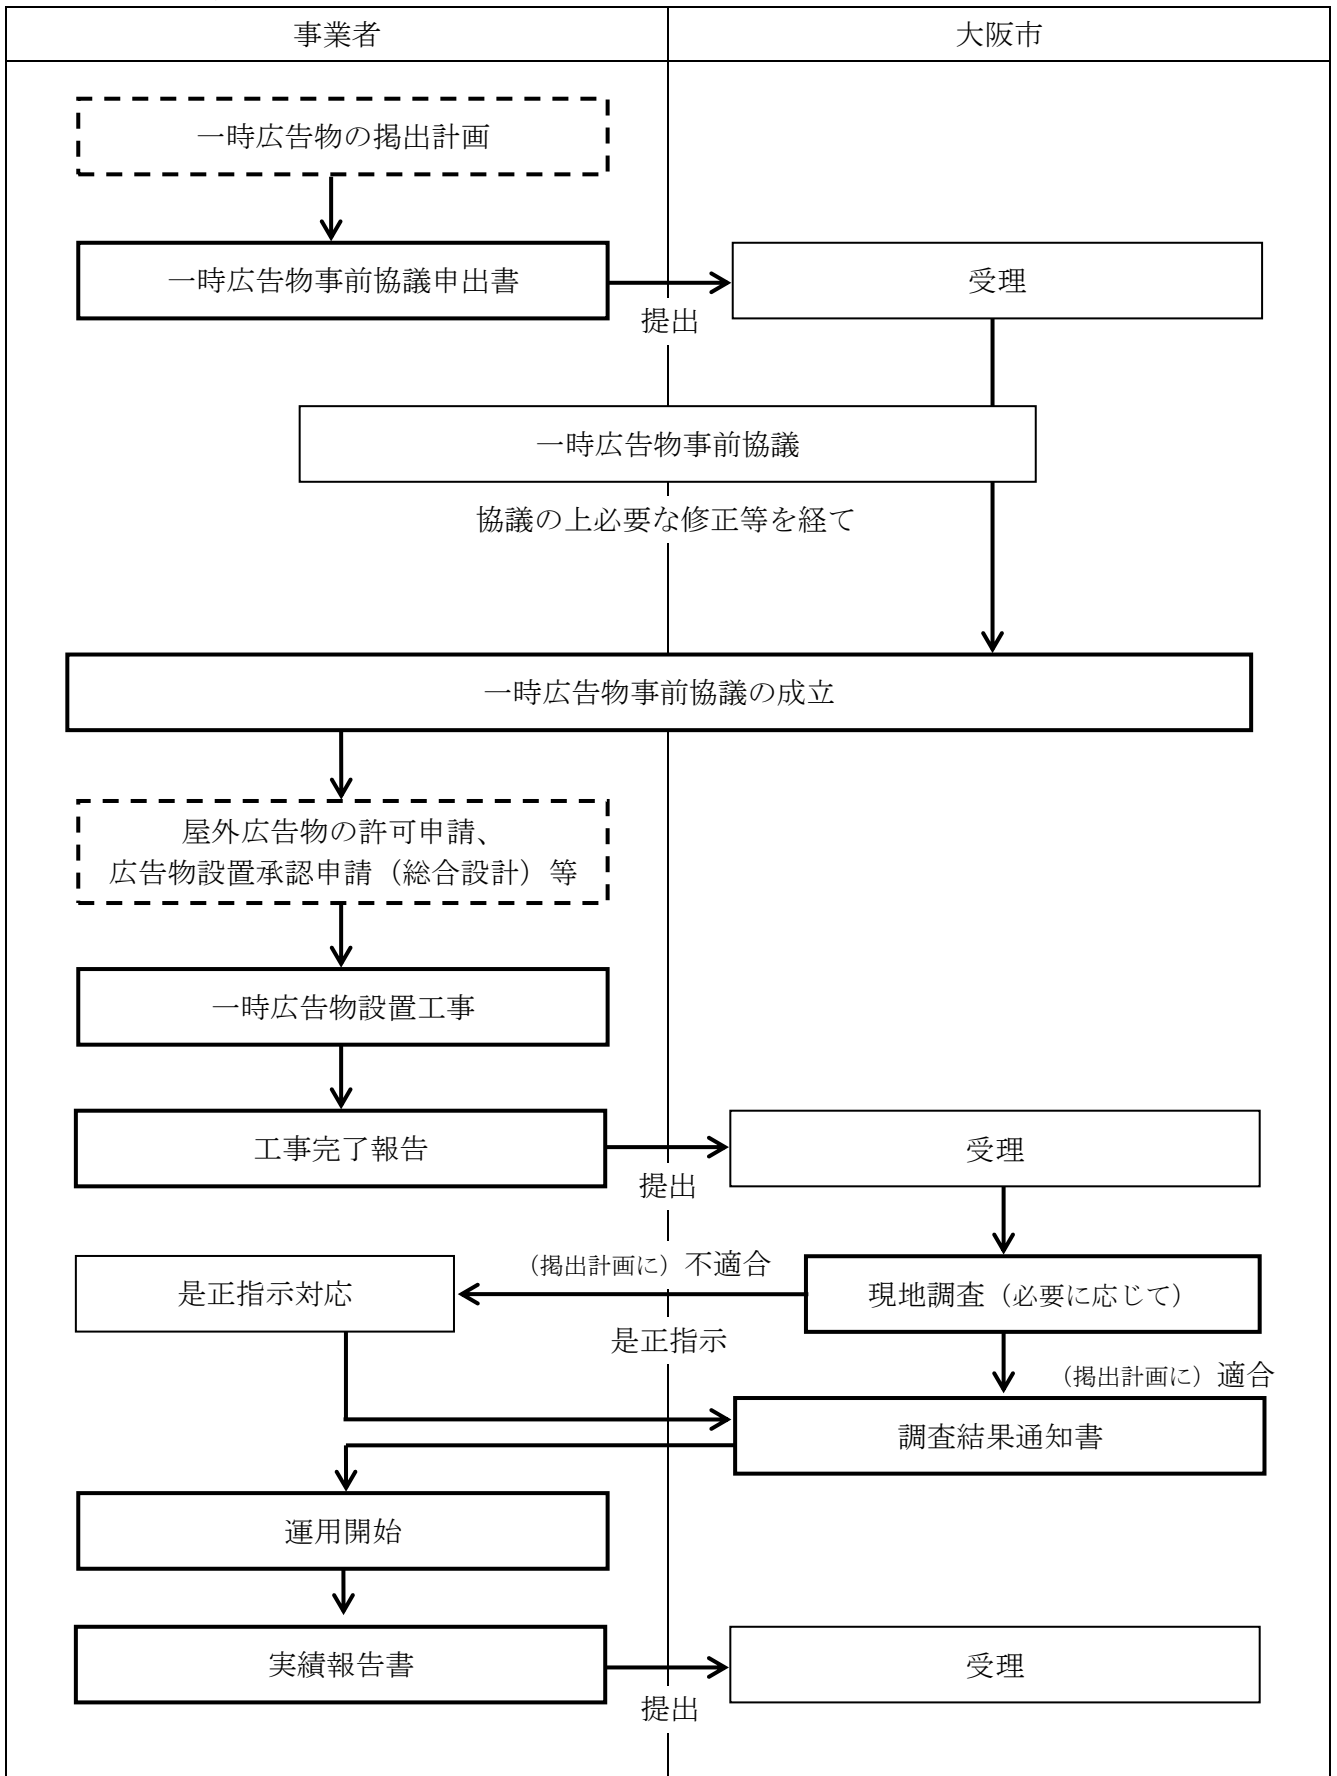 事業者
大阪市
一時広告物の掲出計画
一時広告物事前協議申出書
受理
提出
一時広告物事前協議
協議の上必要な修正等を経て
一時広告物事前協議の成立
屋外広告物の許可申請、
広告物設置承認申請（総合設計）等
一時広告物設置工事
工事完了報告
受理
提出
（掲出計画に）不適合
是正指示対応
現地調査（必要に応じて）
是正指示
（掲出計画に）適合
調査結果通知書
運用開始
実績報告書
受理
提出